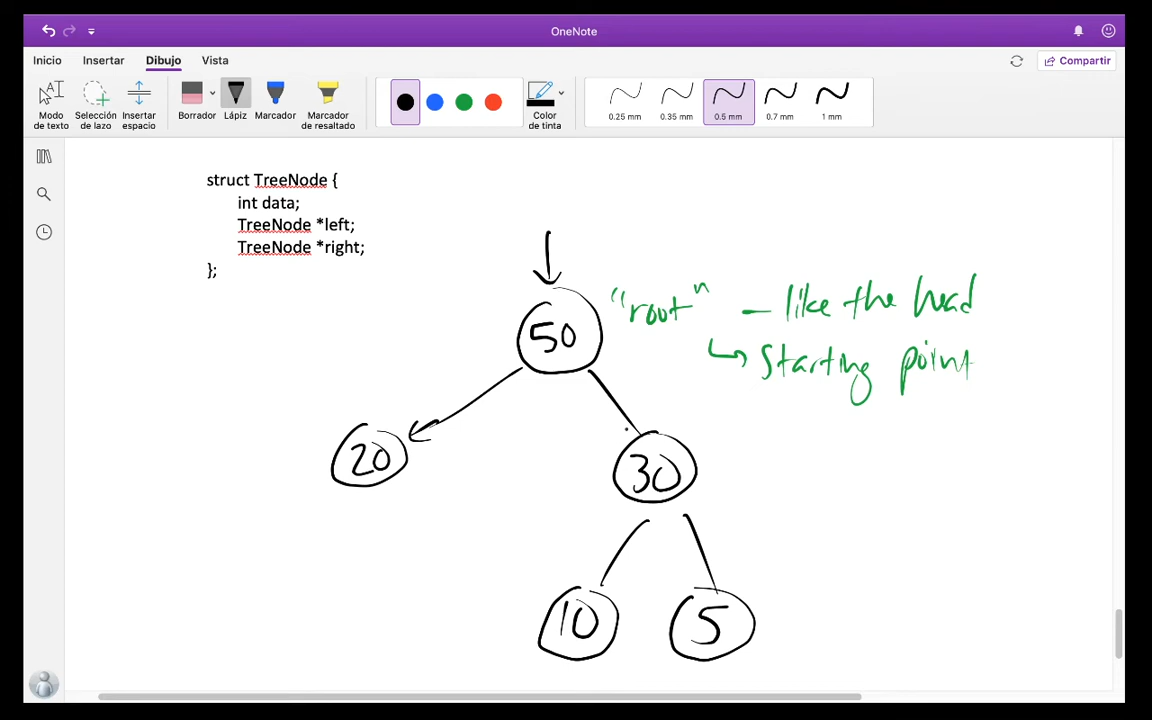 OneNote
Inicio
Insertar
Dibujo
Vista
Compartir
Modo
de texto
Selección
de lazo
Insertar
espacio
Borrador
Lápiz
Marcador
Marcador
de resaltado
Color
de tinta
0.25 mm
0.35 mm
0.5 mm
0.7 mm
1 mm
struct TreeNode {
int data;
TreeNode *left;
TreeNode *right;
};
"root" - like the head
↳ Starting point
50
20
30
10
5